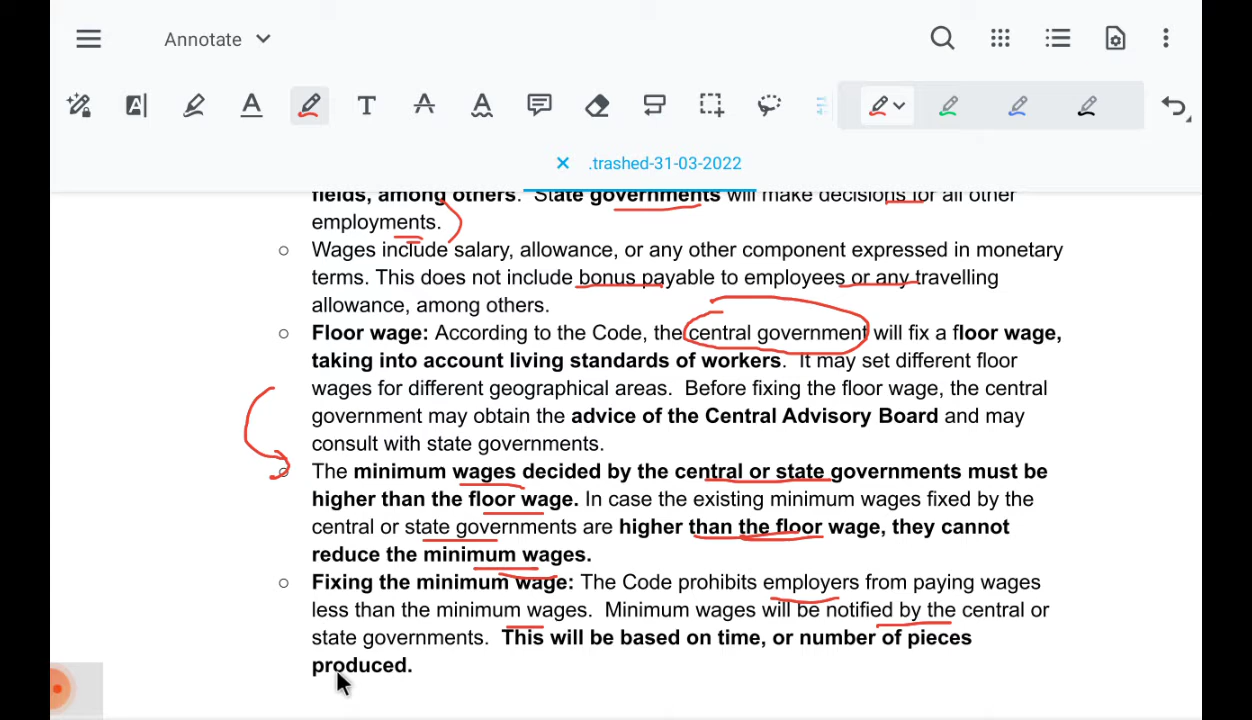 Annotate
.trashed-31-03-2022
fields, among others. State governments will make decisions for all other
employments.
Wages include salary, allowance, or any other component expressed in monetary
terms. This does not include bonus payable to employees or any travelling
allowance, among others.
Floor wage: According to the Code, the central government will fix a floor wage,
taking into account living standards of workers. It may set different floor
wages for different geographical areas. Before fixing the floor wage, the central
government may obtain the advice of the Central Advisory Board and may
consult with state governments.
The minimum wages decided by the central or state governments must be
higher than the floor wage. In case the existing minimum wages fixed by the
central or state governments are higher than the floor wage, they cannot
reduce the minimum wages.
Fixing the minimum wage: The Code prohibits employers from paying wages
less than the minimum wages. Minimum wages will be notified by the central or
state governments. This will be based on time, or number of pieces
produced.